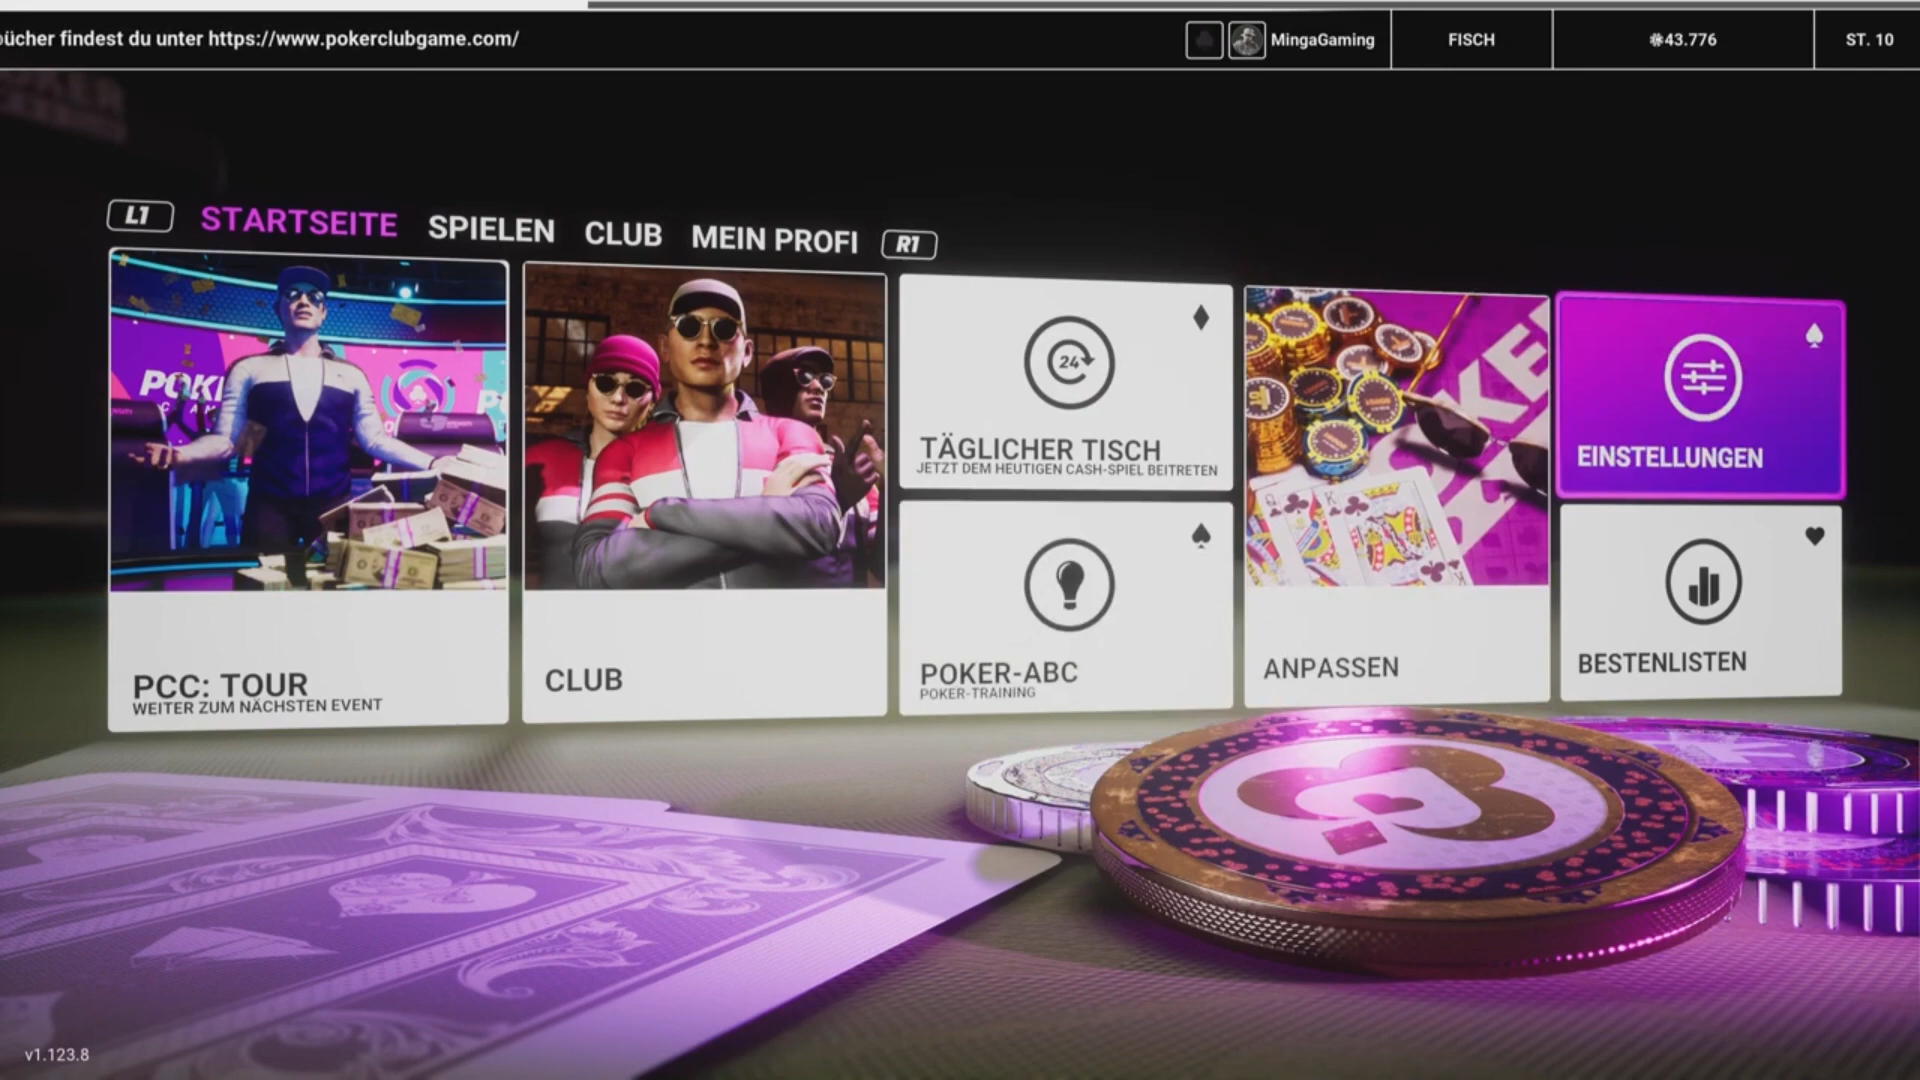 bücher findest du unter https://www.pokerclubgame.com/
MingaGaming
FISCH
43.776
ST. 10
L1
STARTSEITE
SPIELEN
CLUB
MEIN PROFI
R1
24
TÄGLICHER TISCH
JETZT DEM HEUTIGEN CASH-SPIEL BEITRETEN
EINSTELLUNGEN
PCC: TOUR
WEITER ZUM NÄCHSTEN EVENT
CLUB
POKER-ABC
POKER-TRAINING
ANPASSEN
BESTENLISTEN
v1.123.8